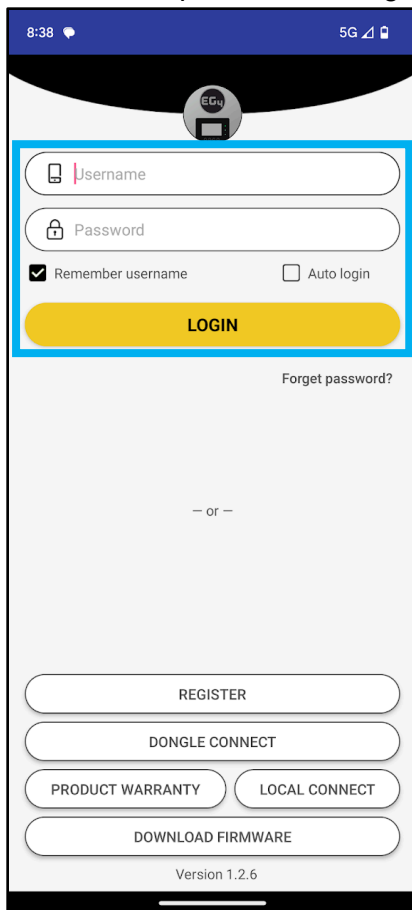 8:38 5G
EG4
Username
Password
Remember username Auto login
LOGIN
Forget password?
— or —
REGISTER
DONGLE CONNECT
PRODUCT WARRANTY LOCAL CONNECT
DOWNLOAD FIRMWARE
Version 1.2.6